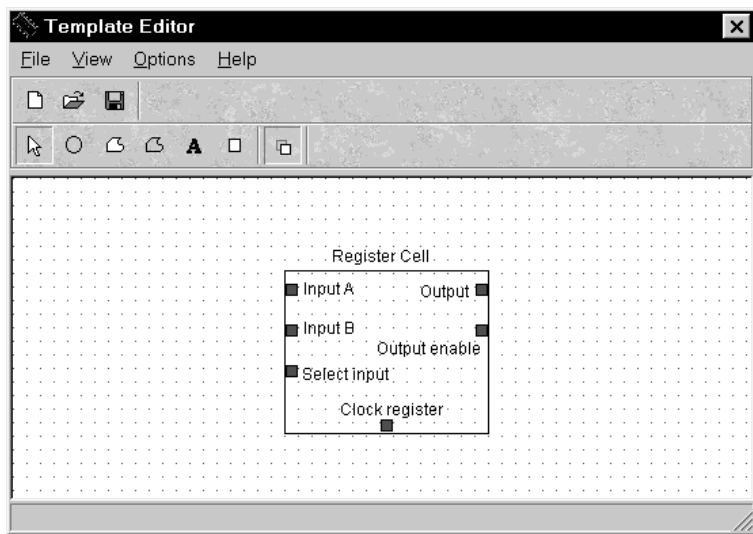 Template Editor
File View Options Help
A
Register Cell
Input A Output
Input B
Output enable
Select input
Clock register